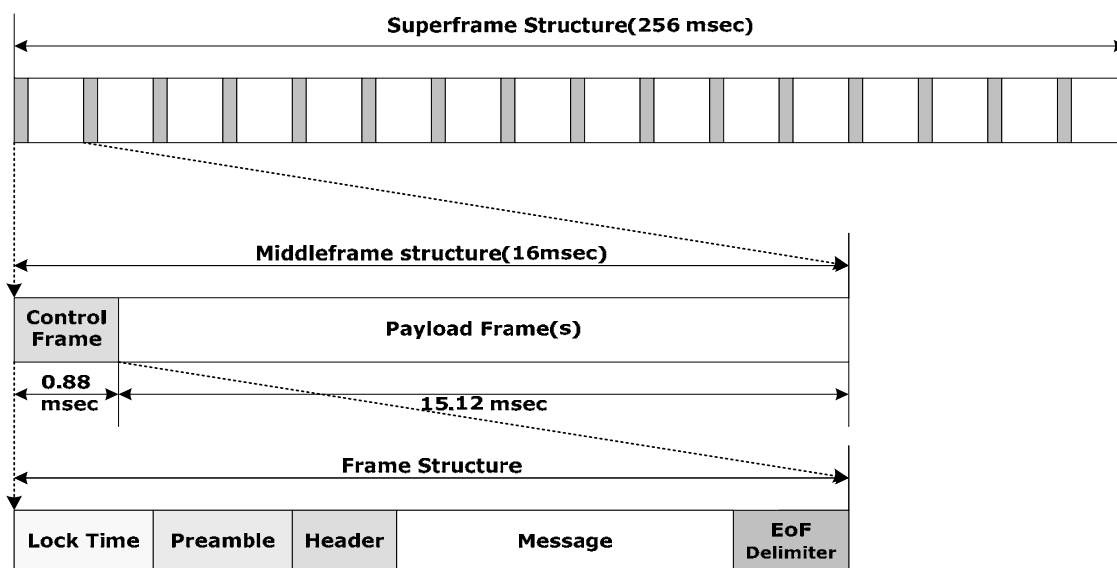 Superframe Structure(256 msec)
Middleframe structure(16msec)
Control
Frame
Payload Frame(s)
0.88
msec
15.12 msec
Frame Structure
Lock Time
Preamble
Header
Message
EoF
Delimiter